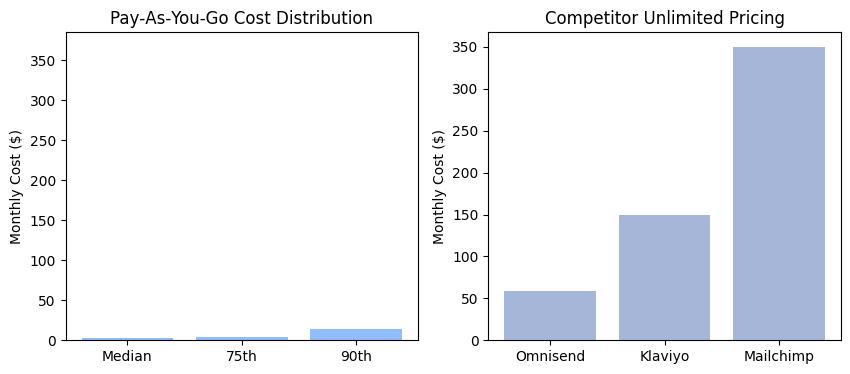 Pay-As-You-Go Cost Distribution
Monthly Cost ($)
350
300
250
200
150
100
50
0
Median
75th
90th
Competitor Unlimited Pricing
Monthly Cost ($)
350
300
250
200
150
100
50
0
Omnisend
Klaviyo
Mailchimp